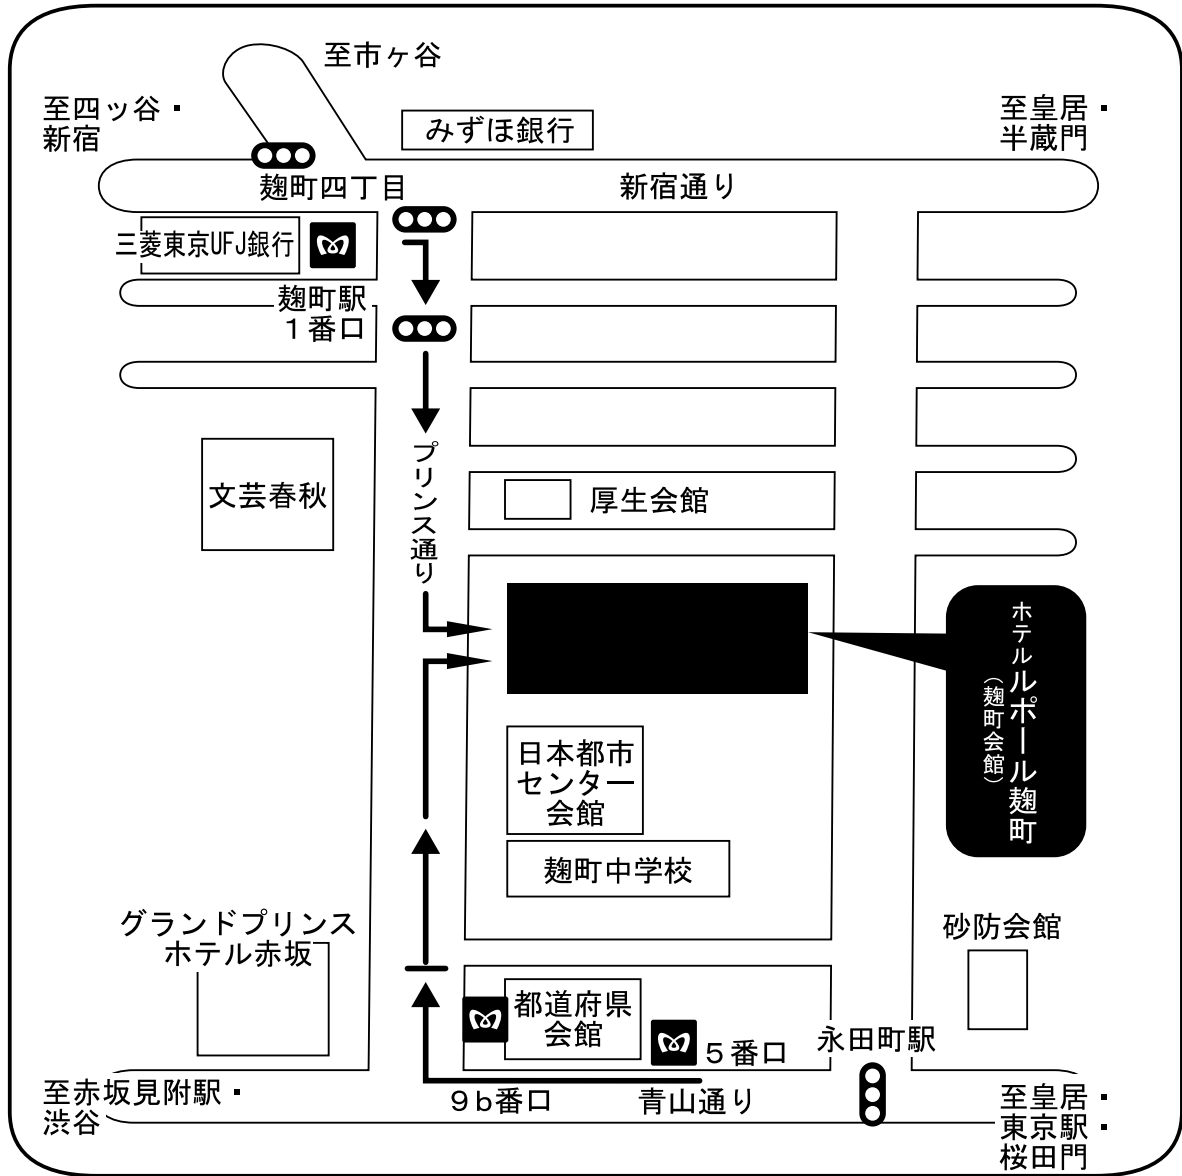 至市ヶ谷
至四ッ谷・
新宿
みずほ銀行
至皇居・
半蔵門
麹町四丁目
新宿通り
三菱東京UFJ銀行
麹町駅
１番口
プリンス通り
文芸春秋
厚生会館
ホテルルポール麹町
（麹町会館）
日本都市
センター
会館
麹町中学校
グランドプリンス
ホテル赤坂
砂防会館
都道府県
会館
５番口
永田町駅
至赤坂見附駅・
渋谷
９ｂ番口
青山通り
至皇居・
東京駅・
桜田門